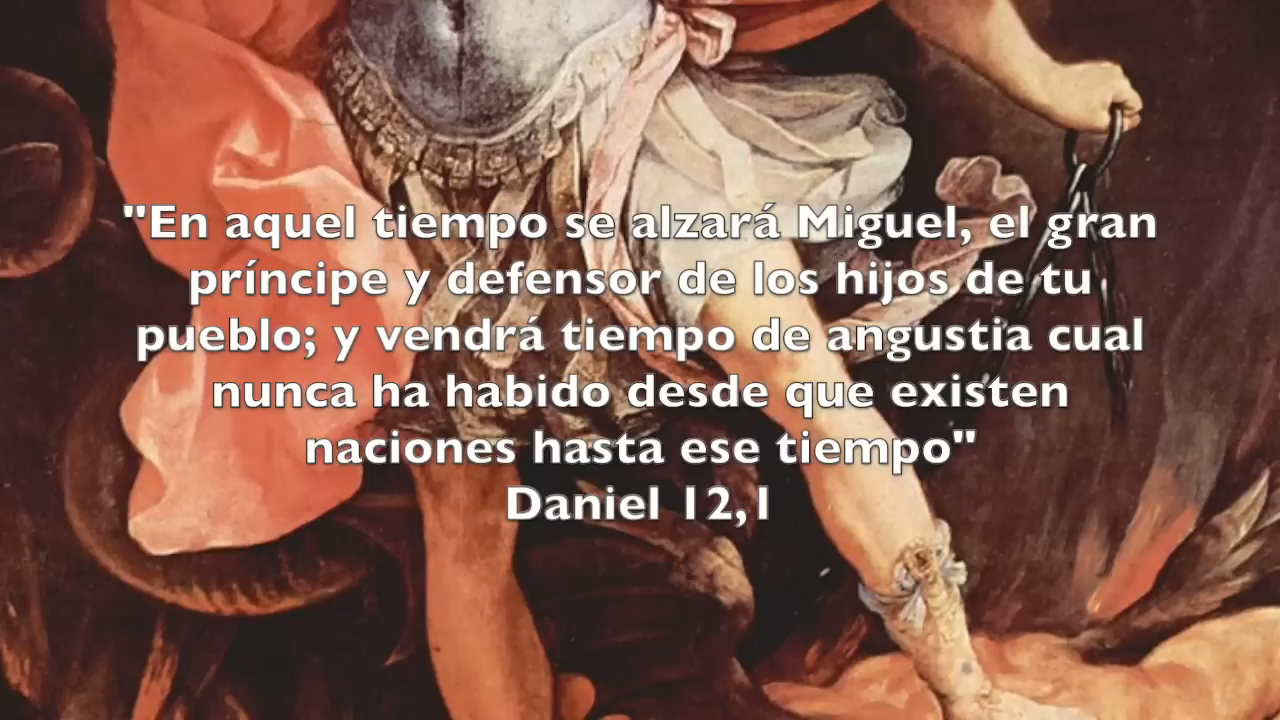 "En aquel tiempo se alzará Miguel, el gran
príncipe y defensor de los hijos de tu
pueblo; y vendrá tiempo de angustia cual
nunca ha habido desde que existen
naciones hasta ese tiempo"
Daniel 12,1